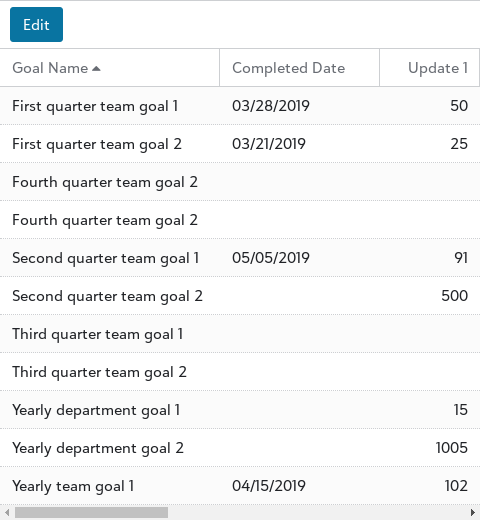 Edit
Goal Name Completed Date Update 1
First quarter team goal 1 03/28/2019 50
First quarter team goal 2 03/21/2019 25
Fourth quarter team goal 2
Fourth quarter team goal 2
Second quarter team goal 1 05/05/2019 91
Second quarter team goal 2 500
Third quarter team goal 1
Third quarter team goal 2
Yearly department goal 1 15
Yearly department goal 2 1005
Yearly team goal 1 04/15/2019 102